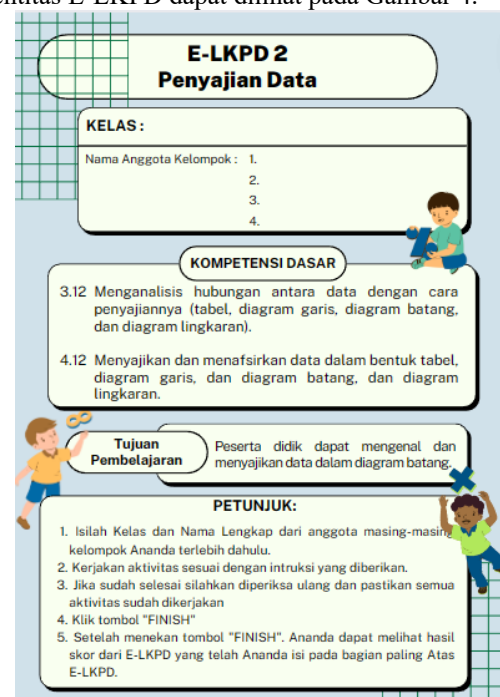 E-LKPD dapat dilihat pada Gambar 4.
E-LKPD 2
Penyajian Data
KELAS :
Nama Anggota Kelompok : 1.
2.
3.
4.
KOMPETENSI DASAR
3.12 Menganalisis hubungan antara data dengan cara
penyajiannya (tabel, diagram garis, diagram batang,
dan diagram lingkaran).
4.12 Menyajikan dan menafsirkan data dalam bentuk tabel,
diagram garis, dan diagram batang, dan diagram
lingkaran.
Tujuan
Pembelajaran
Peserta didik dapat mengenal dan
menyajikan data dalam diagram batang.
PETUNJUK:
1. Isilah Kelas dan Nama Lengkap dari anggota masing-masing
kelompok Ananda terlebih dahulu.
2. Kerjakan aktivitas sesuai dengan intruksi yang diberikan.
3. Jika sudah selesai silahkan diperiksa ulang dan pastikan semua
aktivitas sudah dikerjakan
4. Klik tombol "FINISH"
5. Setelah menekan tombol "FINISH". Ananda dapat melihat hasil
skor dari E-LKPD yang telah Ananda isi pada bagian paling Atas
E-LKPD.